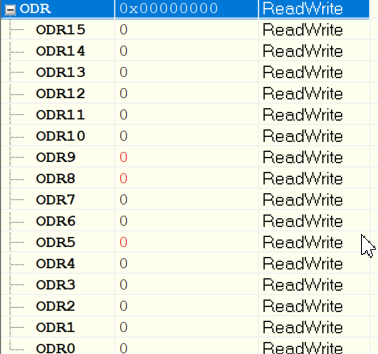 ODR 0x00000000 ReadWrite
ODR15 0 ReadWrite
ODR14 0 ReadWrite
ODR13 0 ReadWrite
ODR12 0 ReadWrite
ODR11 0 ReadWrite
ODR10 0 ReadWrite
ODR9 0 ReadWrite
ODR8 0 ReadWrite
ODR7 0 ReadWrite
ODR6 0 ReadWrite
ODR5 0 ReadWrite
ODR4 0 ReadWrite
ODR3 0 ReadWrite
ODR2 0 ReadWrite
ODR1 0 ReadWrite
ODR0 0 ReadWrite